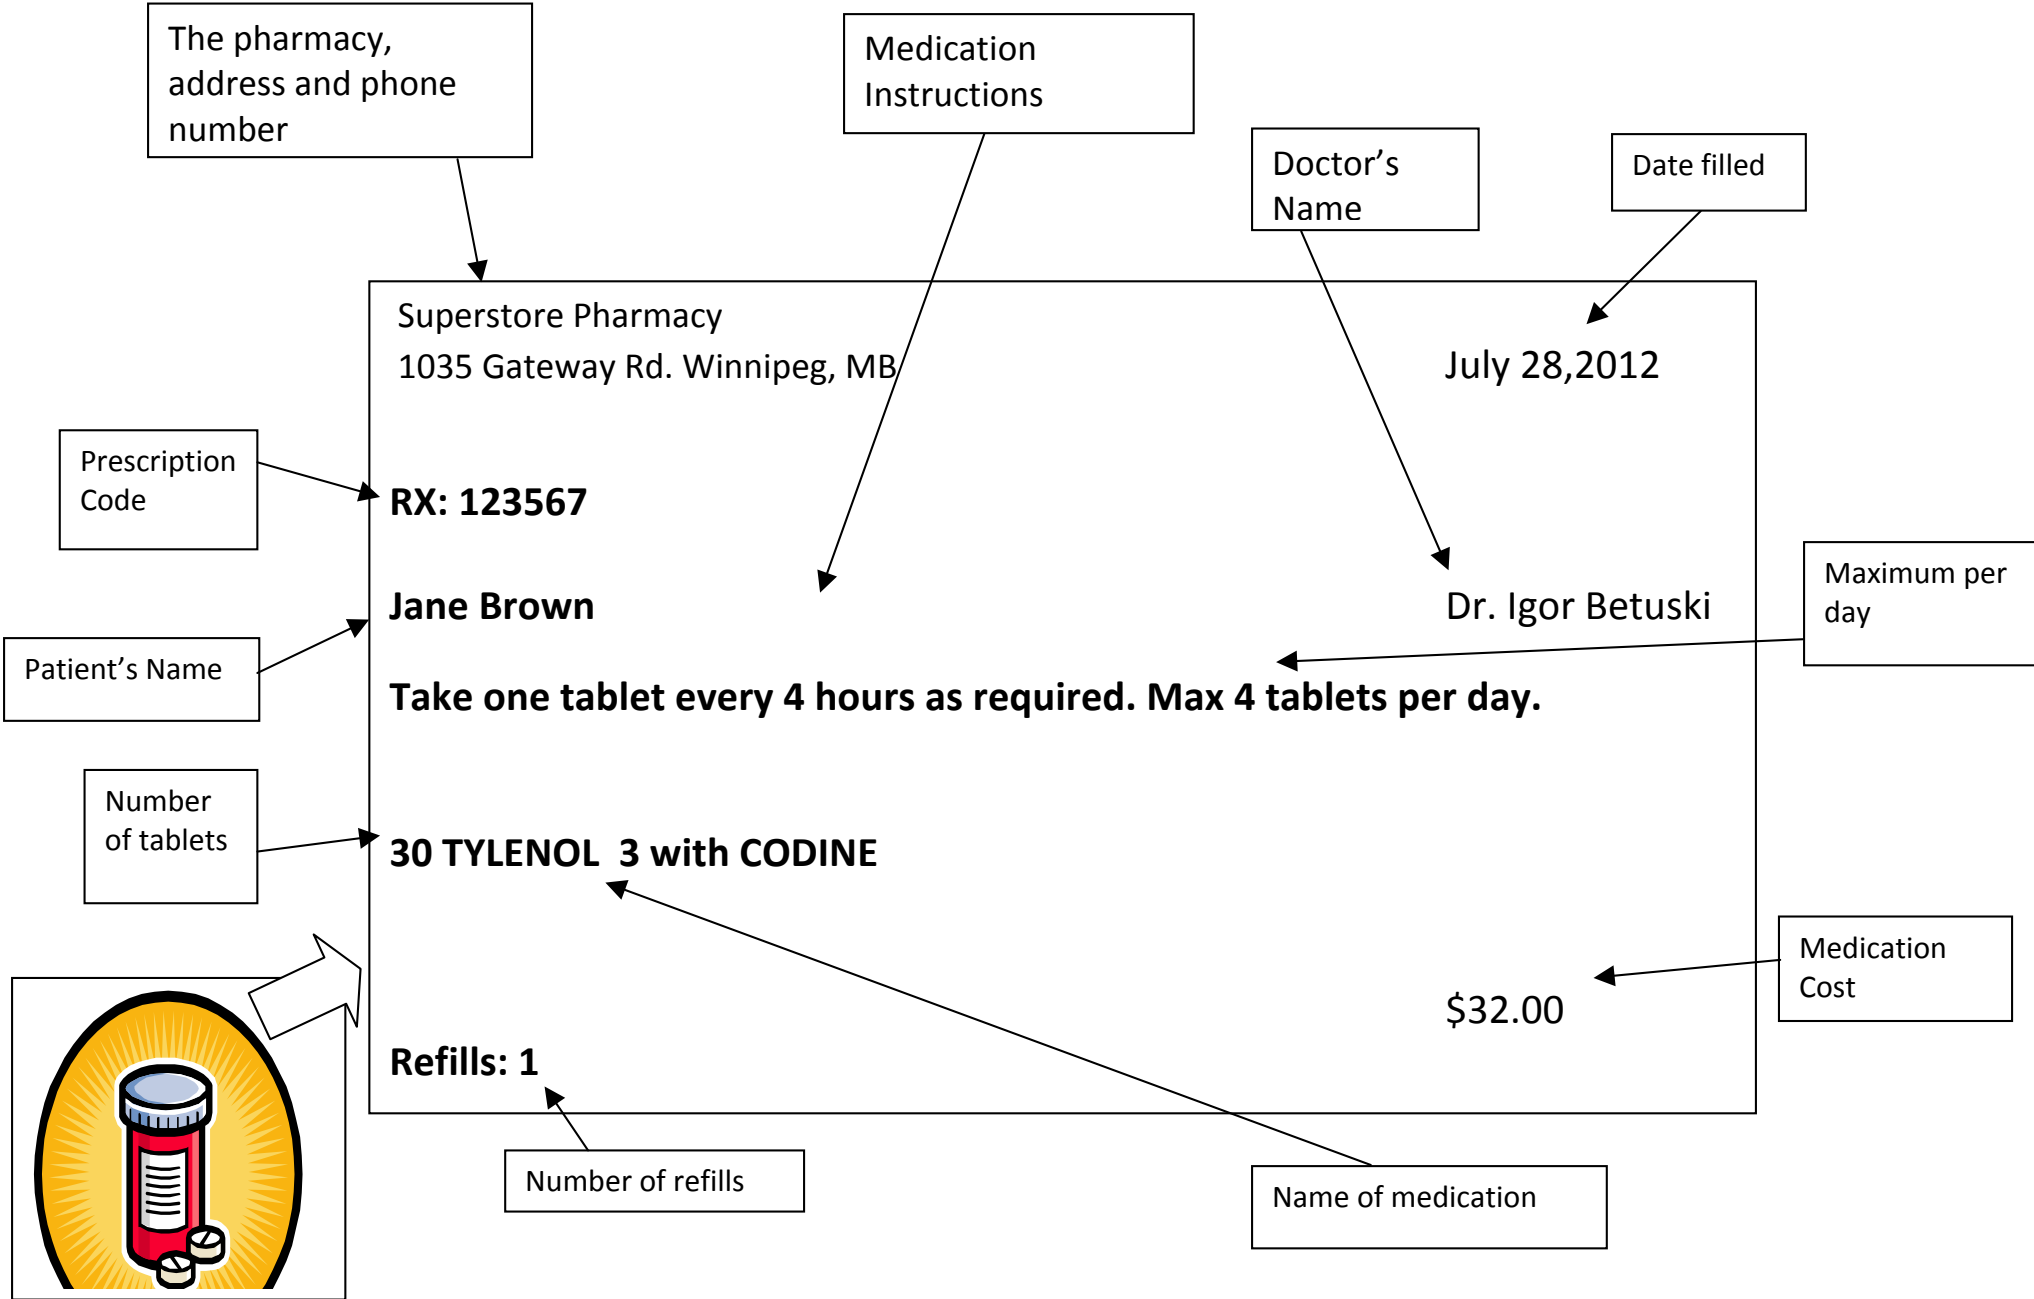 The pharmacy,
address and phone
number
Medication
Instructions
Doctor's
Name
Date filled
Superstore Pharmacy
1035 Gateway Rd. Winnipeg, MB
July 28,2012
Prescription
Code
RX: 123567
Jane Brown
Dr. Igor Betuski
Maximum per
day
Patient's Name
Take one tablet every 4 hours as required. Max 4 tablets per day.
Number
of tablets
30 TYLENOL  3 with CODINE
Medication
Cost
$32.00
Refills: 1
Number of refills
Name of medication